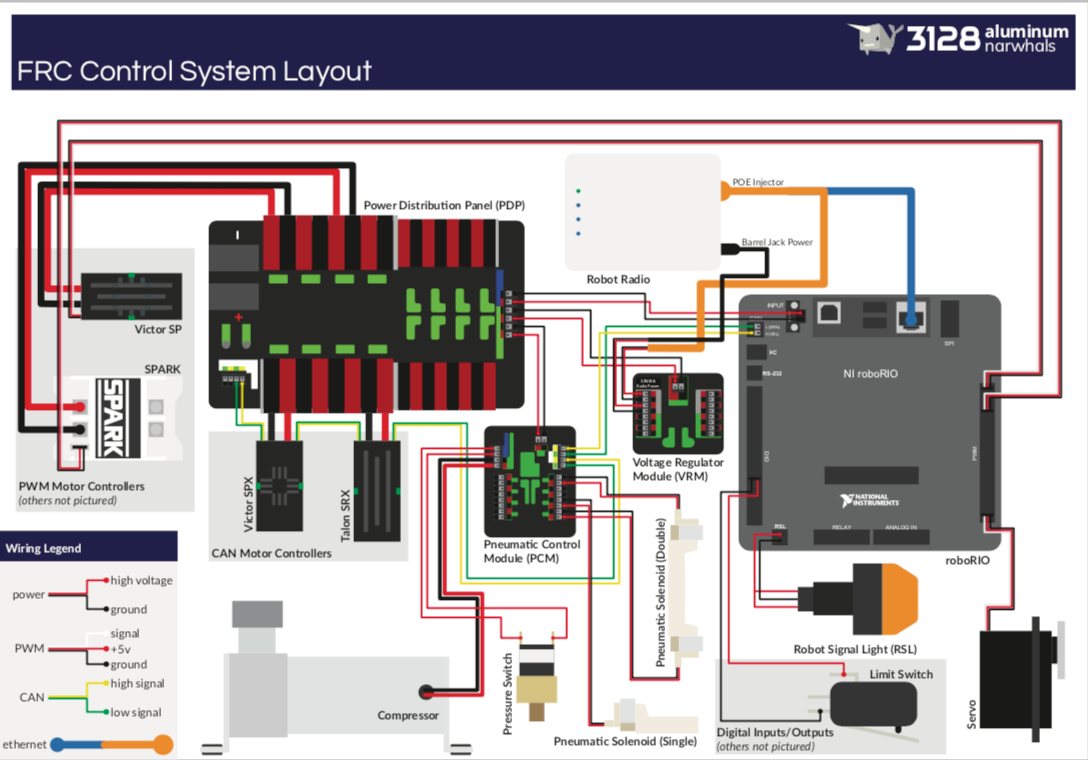 3128 aluminum
narwhals
FRC Control System Layout
Power Distribution Panel (PDP)
POE Injector
Barrel Jack Power
Robot Radio
Victor SP
SPARK
SPARK
PWM Motor Controllers
(others not pictured)
INPUT
I2C
RS-232
SPI
NI roboRIO
DIO
PWM
NATIONAL
INSTRUMENTS
RSL
RELAY
ANALOG IN
roboRIO
Voltage Regulator
Module (VRM)
Victor SPX
Talon SRX
CAN Motor Controllers
Pneumatic Control
Module (PCM)
Pneumatic Solenoid (Double)
Wiring Legend
power
high voltage
ground
PWM
signal
+5v
ground
CAN
high signal
low signal
ethernet
Compressor
Pressure Switch
Pneumatic Solenoid (Single)
Robot Signal Light (RSL)
Limit Switch
Digital Inputs/Outputs
(others not pictured)
Servo